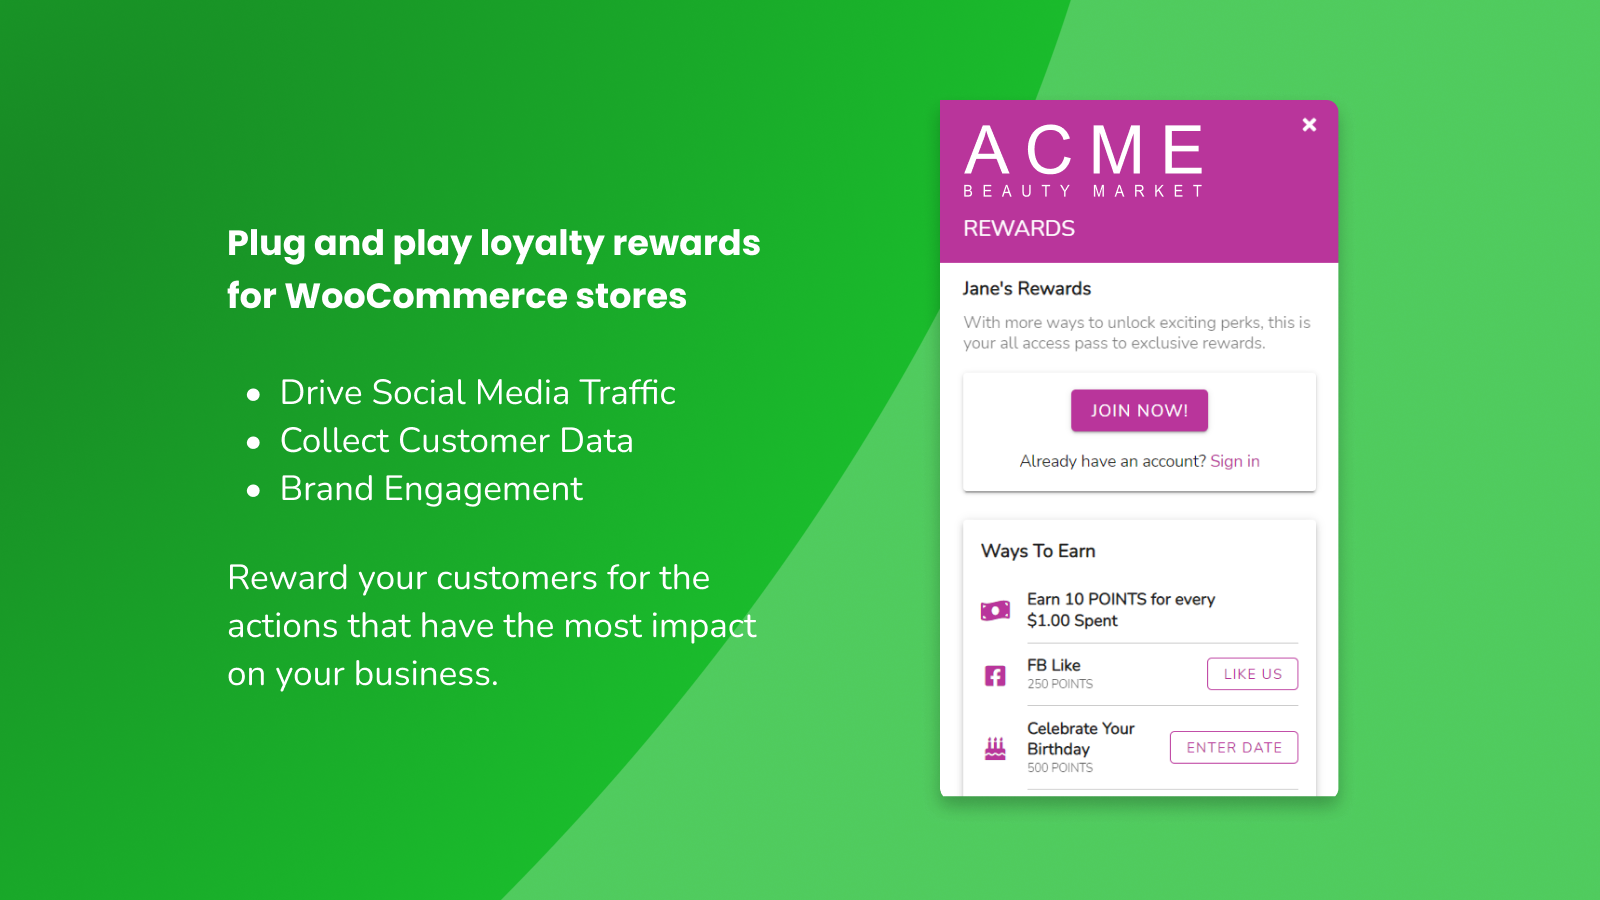 Plug and play loyalty rewards
for WooCommerce stores
• Drive Social Media Traffic
• Collect Customer Data
• Brand Engagement
Reward your customers for the
actions that have the most impact
on your business.
ACME
BEAUTY MARKET
REWARDS
Jane's Rewards
With more ways to unlock exciting perks, this is
your all access pass to exclusive rewards.
JOIN NOW!
Already have an account? Sign in
Ways To Earn
Earn 10 POINTS for every
$1.00 Spent
FB Like
250 POINTS
LIKE US
Celebrate Your
Birthday
500 POINTS
ENTER DATE